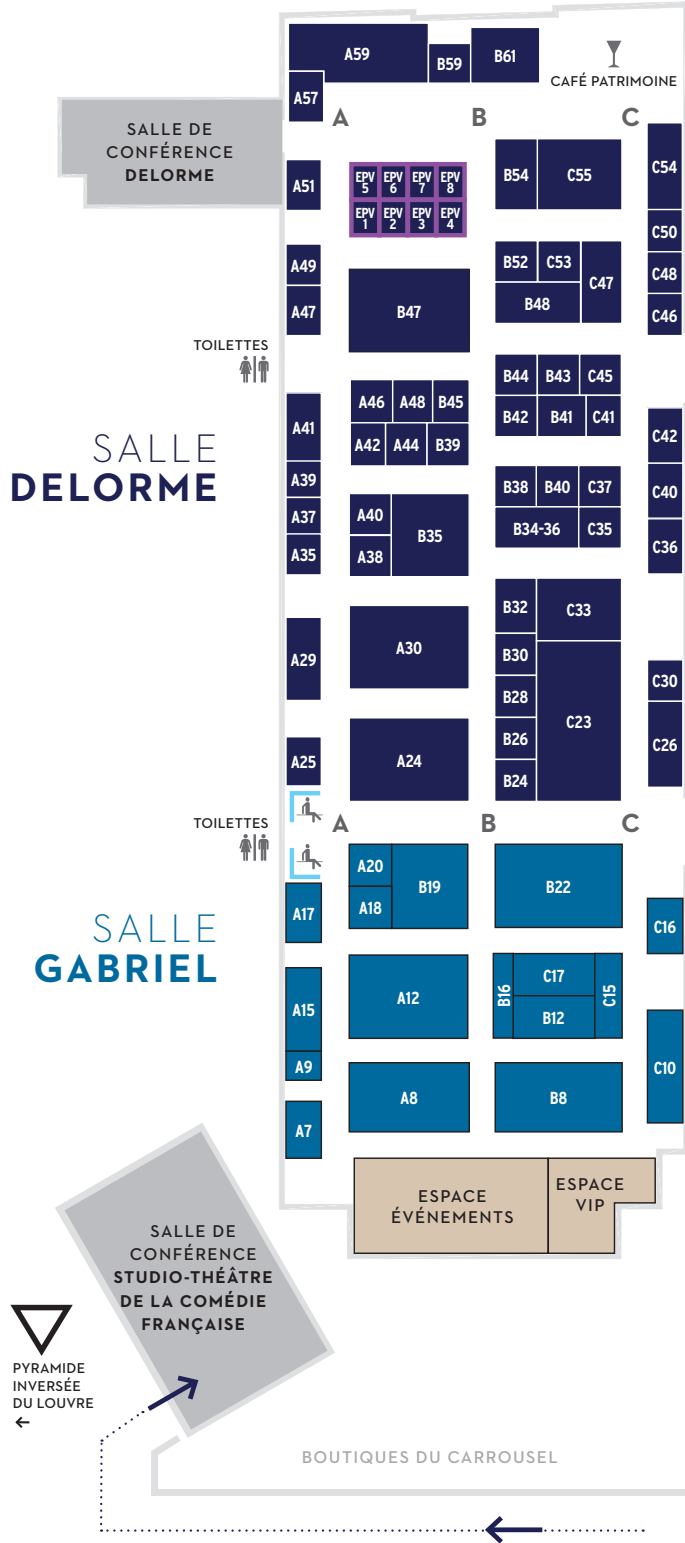 A59
B59
B61
CAFÉ PATRIMOINE
A57
A
B
C
SALLE DE
CONFÉRENCE
DELORME
A51
EPV
5
EPV
6
EPV
7
EPV
8
EPV
1
EPV
2
EPV
3
EPV
4
B54
C55
C54
C50
C48
C46
A49
A47
B47
B52
C53
C47
B48
TOILETTES
SALLE
DELORME
A41
A39
A37
A35
A46
A48
B45
A42
A44
B39
B44
B43
C45
B42
B41
C41
C42
C40
C36
A40
A38
B35
B38
B40
C37
B34-36
C35
A29
A30
B32
C33
B30
B28
B26
B24
C23
C30
C26
A25
A24
TOILETTES
A
B
C
SALLE
GABRIEL
A17
A20
A18
B19
B22
C16
A15
A9
A12
B16
C17
B12
C15
C10
A7
A8
B8
ESPACE
ÉVÉNEMENTS
ESPACE
VIP
SALLE DE
CONFÉRENCE
STUDIO-THÉÂTRE
DE LA COMÉDIE
FRANÇAISE
PYRAMIDE
INVERSÉE
DU LOUVRE
←
BOUTIQUES DU CARROUSEL